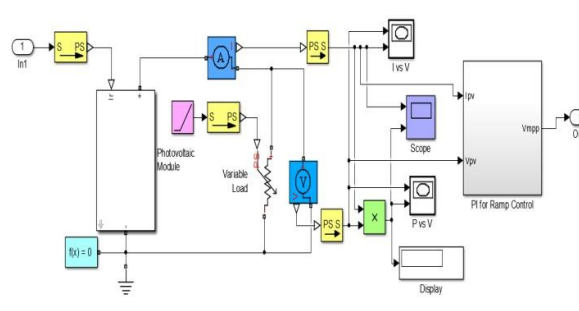 1
In1
S PS
Ir
+
-
Photovoltaic
Module
f(x) = 0
A
I
S PS
Variable
Load
V
V
PS S
PS S
I vs V
Scope
×
P vs V
Display
Ipv
Vpv
Vmpp
PI for Ramp Control